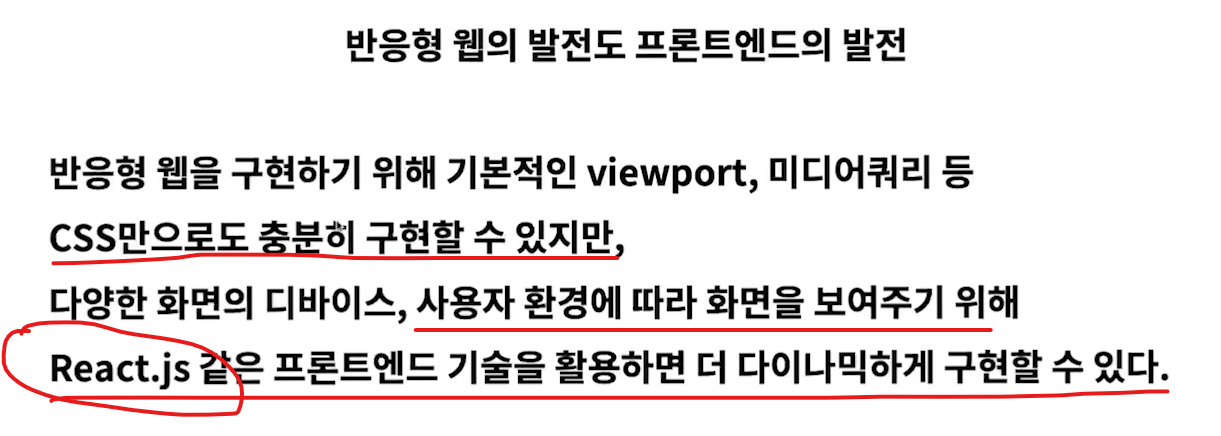 반응형 웹의 발전도 프론트엔드의 발전
반응형 웹을 구현하기 위해 기본적인 viewport, 미디어쿼리 등
CSS만으로도 충분히 구현할 수 있지만,
다양한 화면의 디바이스, 사용자 환경에 따라 화면을 보여주기 위해
React.js 같은 프론트엔드 기술을 활용하면 더 다이나믹하게 구현할 수 있다.